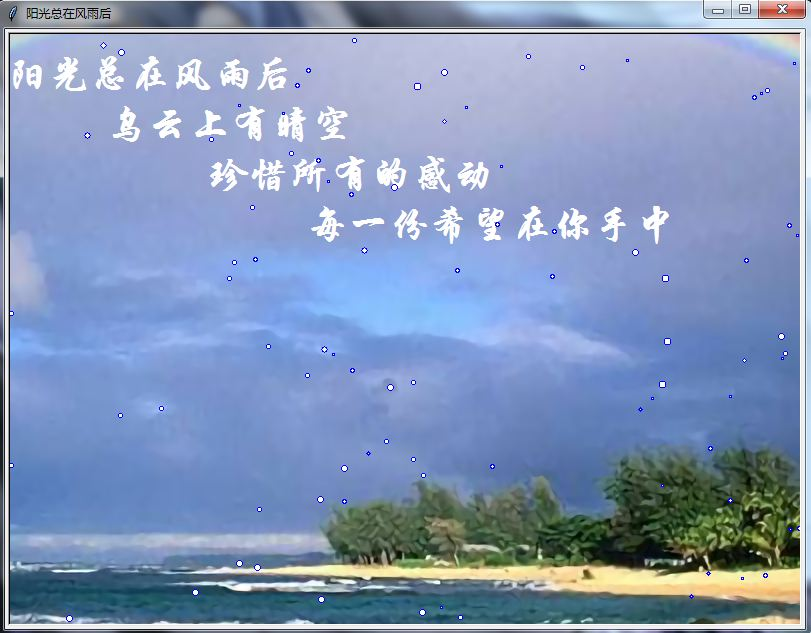 阳光总在风雨后
阳光总在风雨后
乌云上有晴空
珍惜所有的感动
每一份希望在你手中